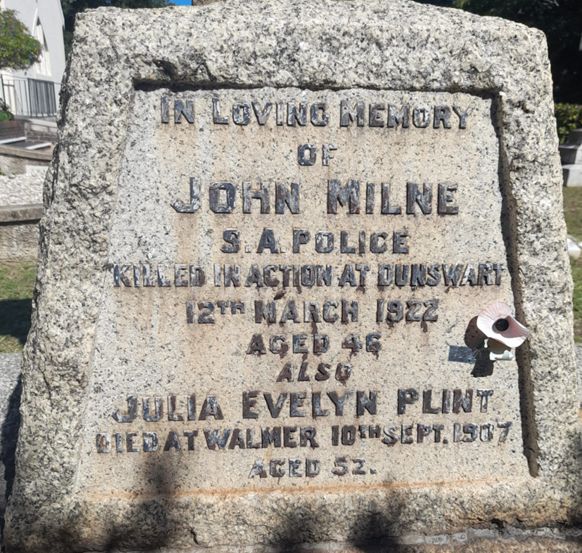 IN LOVING MEMORY
OF
JOHN MILNE
S.A. POLICE
KILLED IN ACTION AT DUNSWART
12TH MARCH 1922
AGED 46
ALSO
JULIA EVELYN PLINT
DIED AT WALMER 10TH SEPT.
AGED 52.